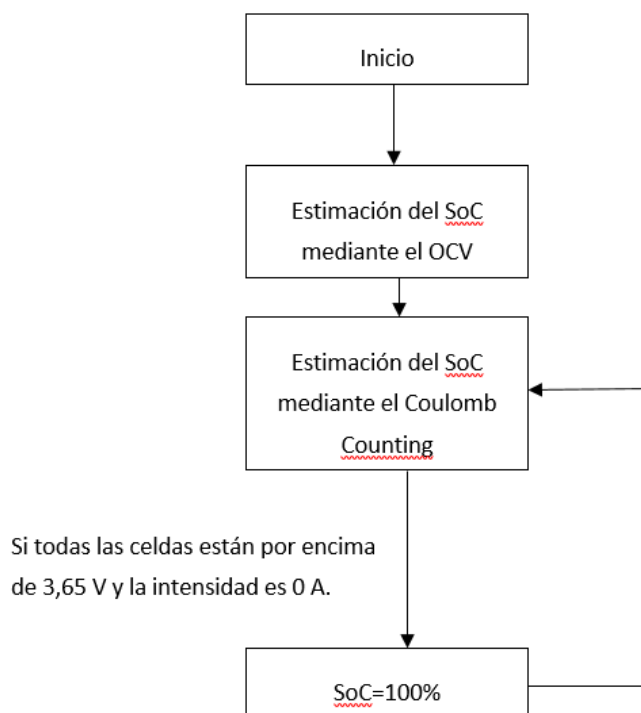 Inicio
Estimación del SoC
mediante el OCV
Estimación del SoC
mediante el Coulomb
Counting
Si todas las celdas están por encima
de 3,65 V y la intensidad es 0 A.
SoC=100%